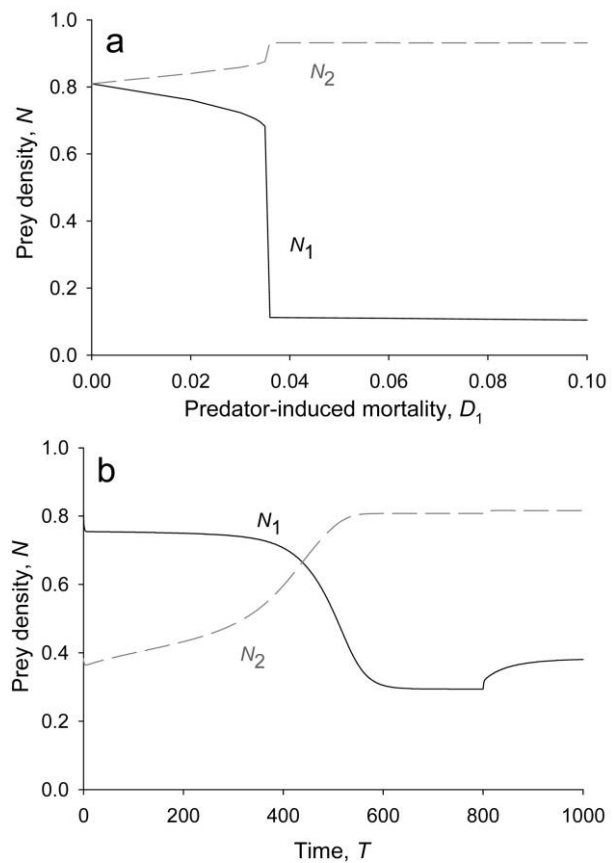 a
1.0
0.8
0.6
0.4
0.2
0.0
Prey density, N
N2
N1
0.00 0.02 0.04 0.06 0.08 0.10
Predator-induced mortality, D1
b
1.0
0.8
0.6
0.4
0.2
0.0
Prey density, N
N1
N2
0 200 400 600 800 1000
Time, T